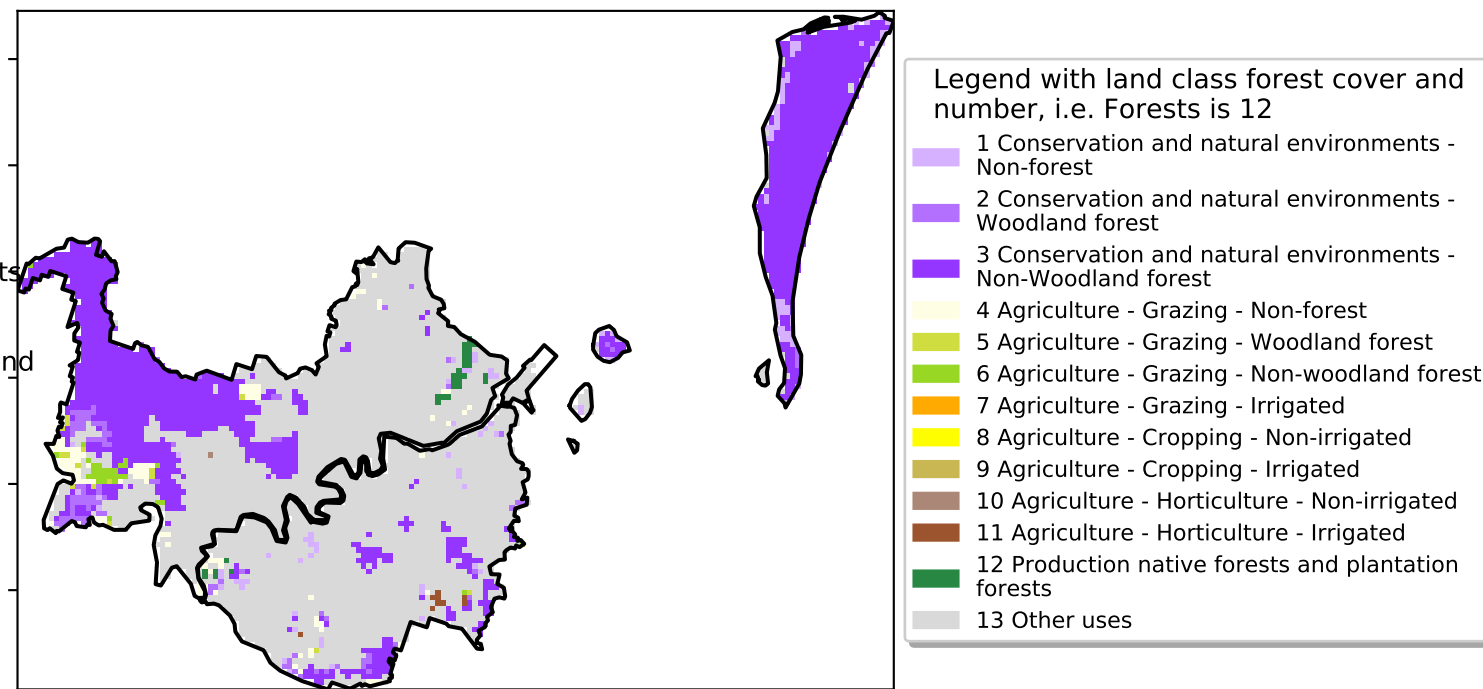 Legend with land class forest cover and
number, i.e. Forests is 12
1 Conservation and natural environments -
Non-forest
2 Conservation and natural environments -
Woodland forest
3 Conservation and natural environments -
Non-Woodland forest
4 Agriculture - Grazing - Non-forest
5 Agriculture - Grazing - Woodland forest
6 Agriculture - Grazing - Non-woodland forest
7 Agriculture - Grazing - Irrigated
8 Agriculture - Cropping - Non-irrigated
9 Agriculture - Cropping - Irrigated
10 Agriculture - Horticulture - Non-irrigated
11 Agriculture - Horticulture - Irrigated
12 Production native forests and plantation
forests
13 Other uses
ts
nd